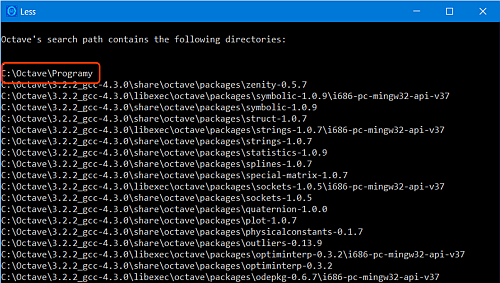 Less
Octave's search path contains the following directories:
C:\Octave\Programy
C:\Octave\3.2.2_gcc-4.3.0\share\octave\packages\zenity-0.5.7
C:\Octave\3.2.2_gcc-4.3.0\libexec\octave\packages\symbolic-1.0.9\i686-pc-mingw32-api-v37
C:\Octave\3.2.2_gcc-4.3.0\share\octave\packages\symbolic-1.0.9
C:\Octave\3.2.2_gcc-4.3.0\share\octave\packages\struct-1.0.7
C:\Octave\3.2.2_gcc-4.3.0\libexec\octave\packages\strings-1.0.7\i686-pc-mingw32-api-v37
C:\Octave\3.2.2_gcc-4.3.0\share\octave\packages\strings-1.0.7
C:\Octave\3.2.2_gcc-4.3.0\share\octave\packages\statistics-1.0.9
C:\Octave\3.2.2_gcc-4.3.0\share\octave\packages\splines-1.0.7
C:\Octave\3.2.2_gcc-4.3.0\share\octave\packages\special-matrix-1.0.7
C:\Octave\3.2.2_gcc-4.3.0\libexec\octave\packages\sockets-1.0.5\i686-pc-mingw32-api-v37
C:\Octave\3.2.2_gcc-4.3.0\share\octave\packages\sockets-1.0.5
C:\Octave\3.2.2_gcc-4.3.0\share\octave\packages\quaternion-1.0.0
C:\Octave\3.2.2_gcc-4.3.0\share\octave\packages\plot-1.0.7
C:\Octave\3.2.2_gcc-4.3.0\share\octave\packages\physicalconstants-0.1.7
C:\Octave\3.2.2_gcc-4.3.0\share\octave\packages\outliers-0.13.9
C:\Octave\3.2.2_gcc-4.3.0\libexec\octave\packages\optiminterp-0.3.2\i686-pc-mingw32-api-v37
C:\Octave\3.2.2_gcc-4.3.0\share\octave\packages\optiminterp-0.3.2
C:\Octave\3.2.2_gcc-4.3.0\libexec\octave\packages\odepkg-0.6.7\i686-pc-mingw32-api-v37